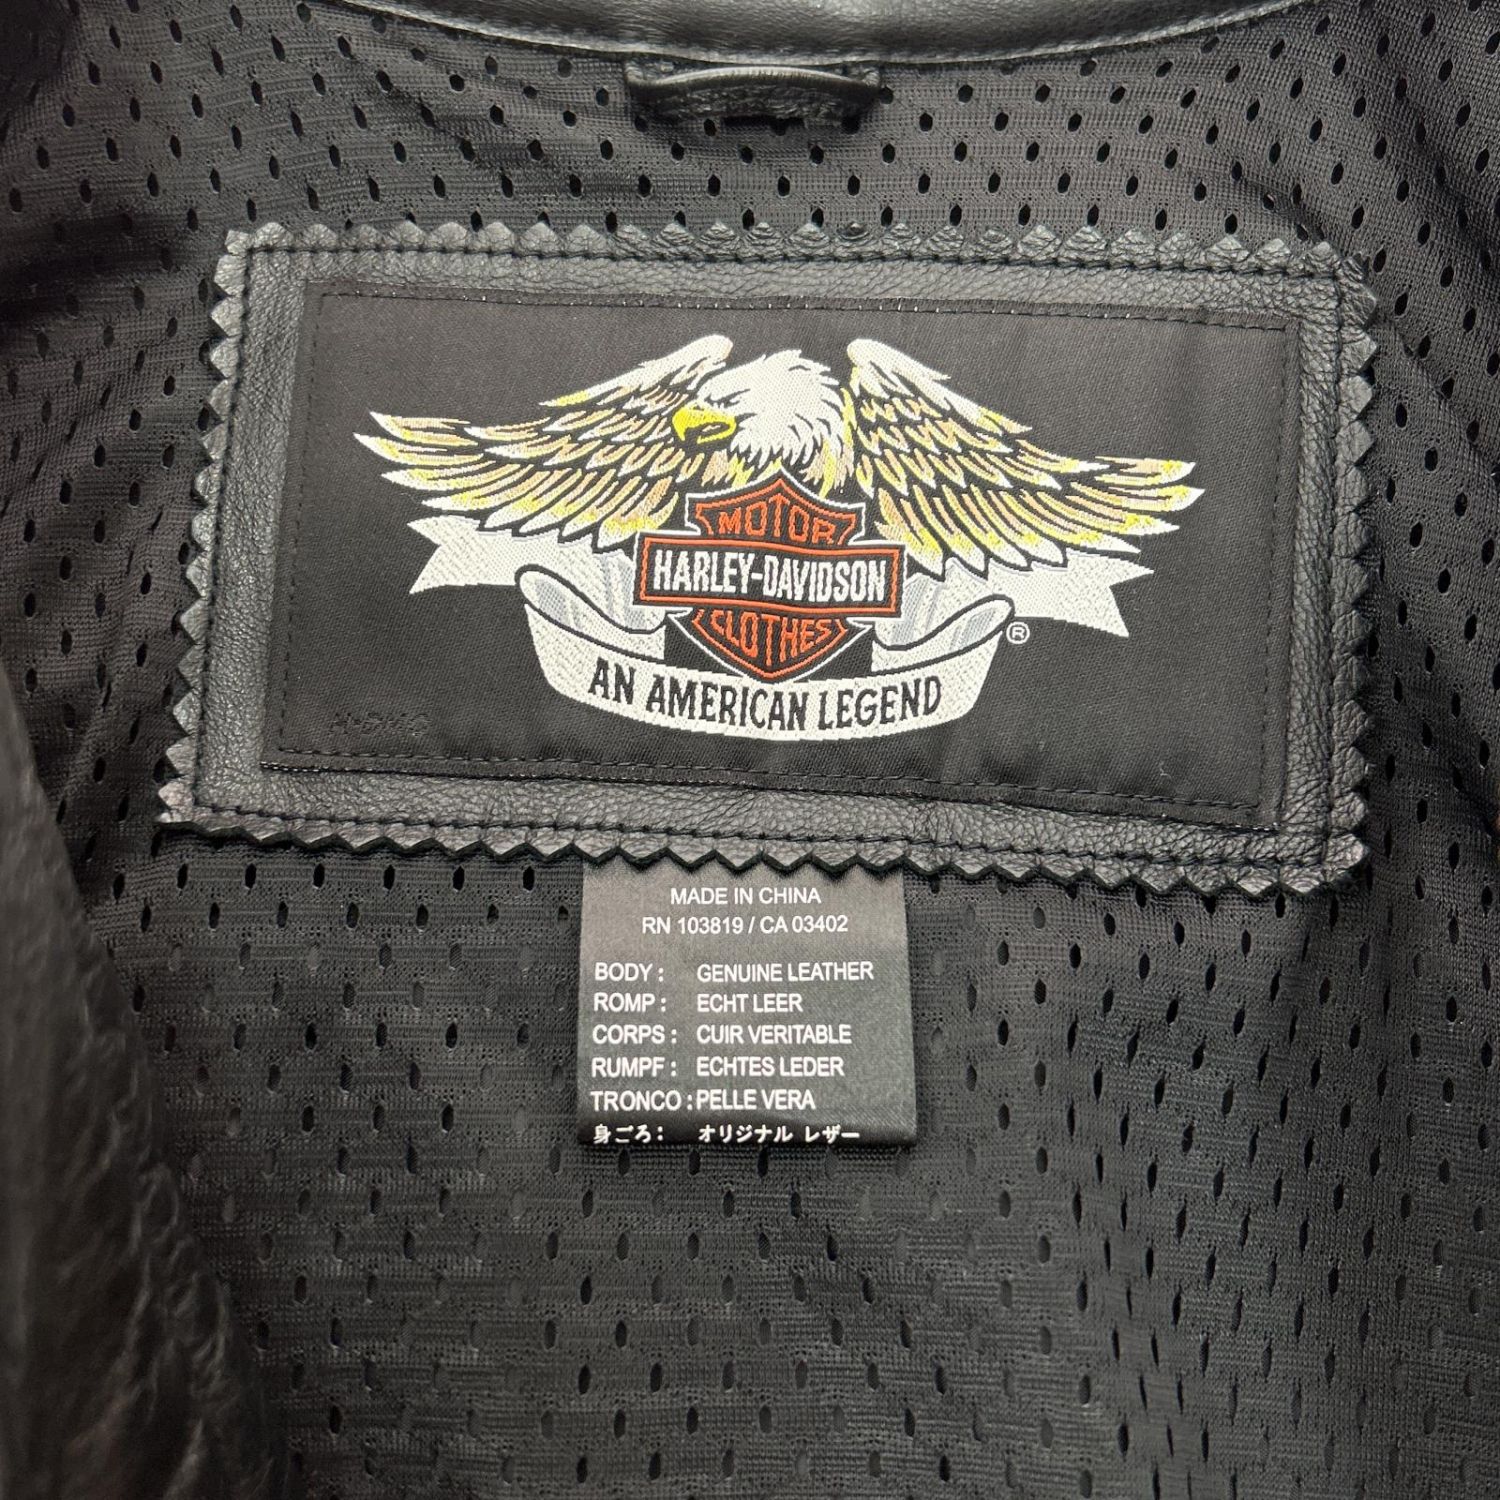 MOTOR
HARLEY-DAVIDSON
CLOTHES
®
AN AMERICAN LEGEND
H-DMC
MADE IN CHINA
RN 103819 / CA 03402
BODY : GENUINE LEATHER
ROMP : ECHT LEER
CORPS : CUIR VERITABLE
RUMPF : ECHTES LEDER
TRONCO : PELLE VERA
身ごろ : オリジナル レザー